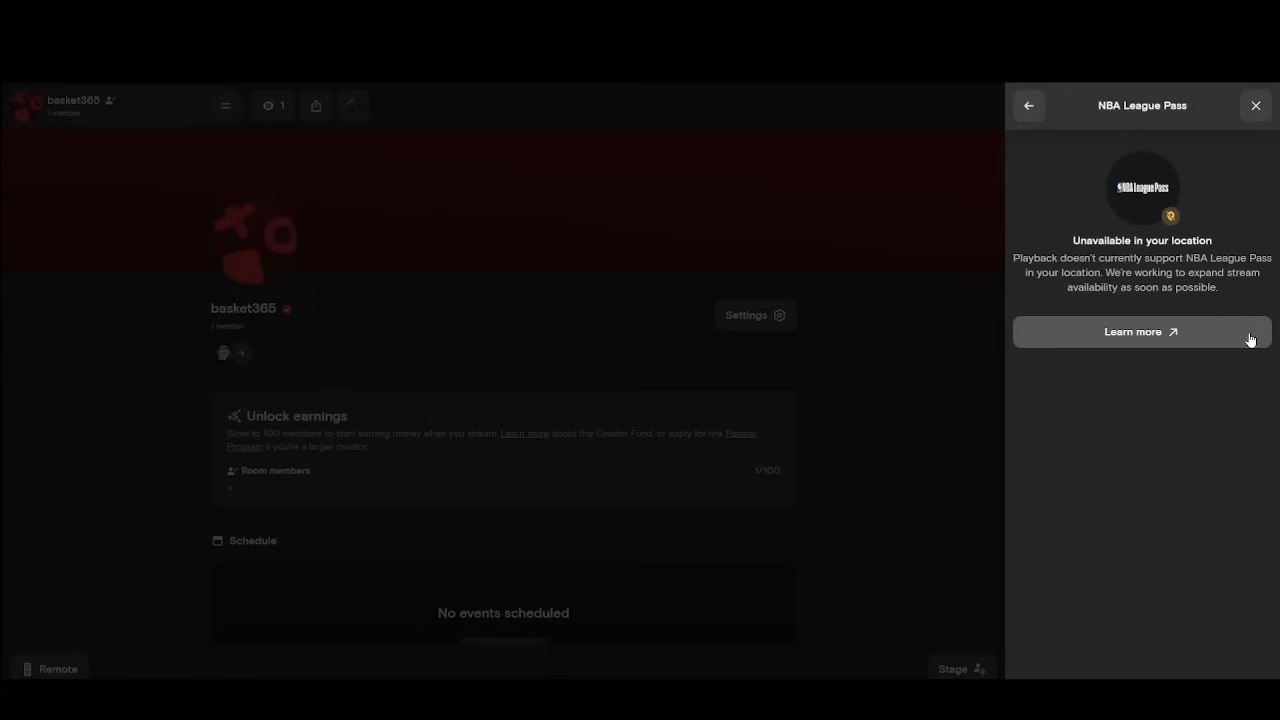 basket365
1 member
1
NBA League Pass
NBA League Pass
Unavailable in your location
Playback doesn't currently support NBA League Pass
in your location. We're working to expand stream
availability as soon as possible.
Learn more
basket365
1 member
Settings
Unlock earnings
Grow to 100 members to start earning money when you stream. Learn more about the Creator Fund, or apply for the Partner
Program if you're a larger creator.
Room members
1/100
Schedule
No events scheduled
Remote
Stage